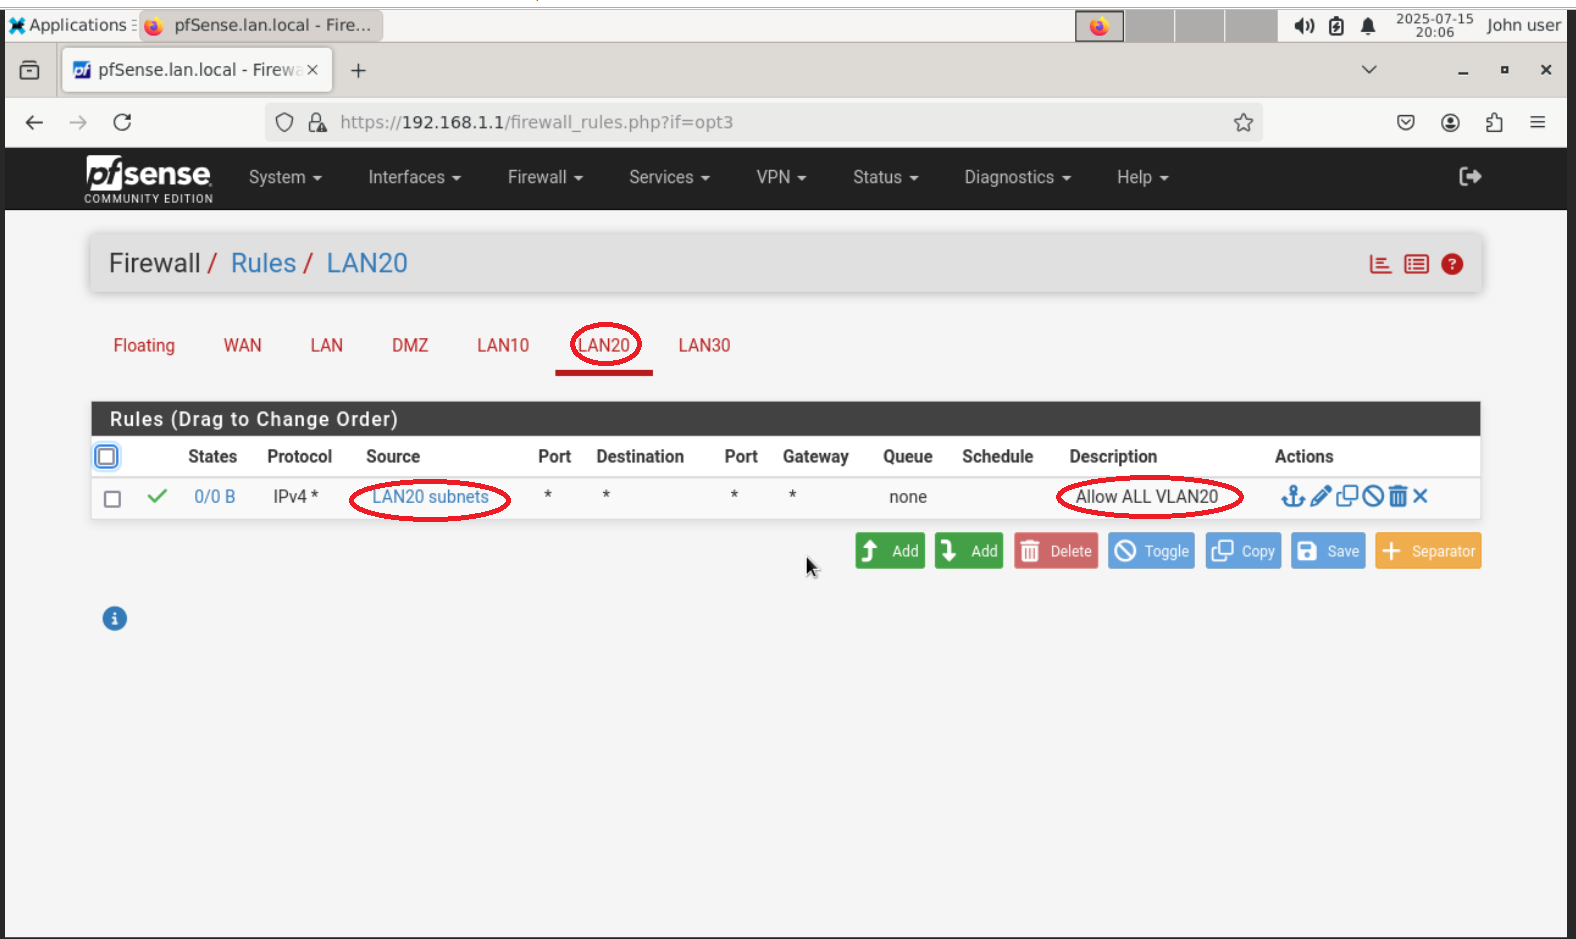 Applications pfSense.lan.local - Fire... 2025-07-15 John user
20:06
pfSense.lan.local - Firewa
https://192.168.1.1/firewall_rules.php?if=opt3
pfsense System Interfaces Firewall Services VPN Status Diagnostics Help
COMMUNITY EDITION
Firewall / Rules / LAN20
Floating WAN LAN DMZ LAN10 LAN20 LAN30
Rules (Drag to Change Order)
States Protocol Source Port Destination Port Gateway Queue Schedule Description Actions
0/0 B IPv4 * LAN20 subnets * * * * none Allow ALL VLAN20
Add Add Delete Toggle Copy Save Separator